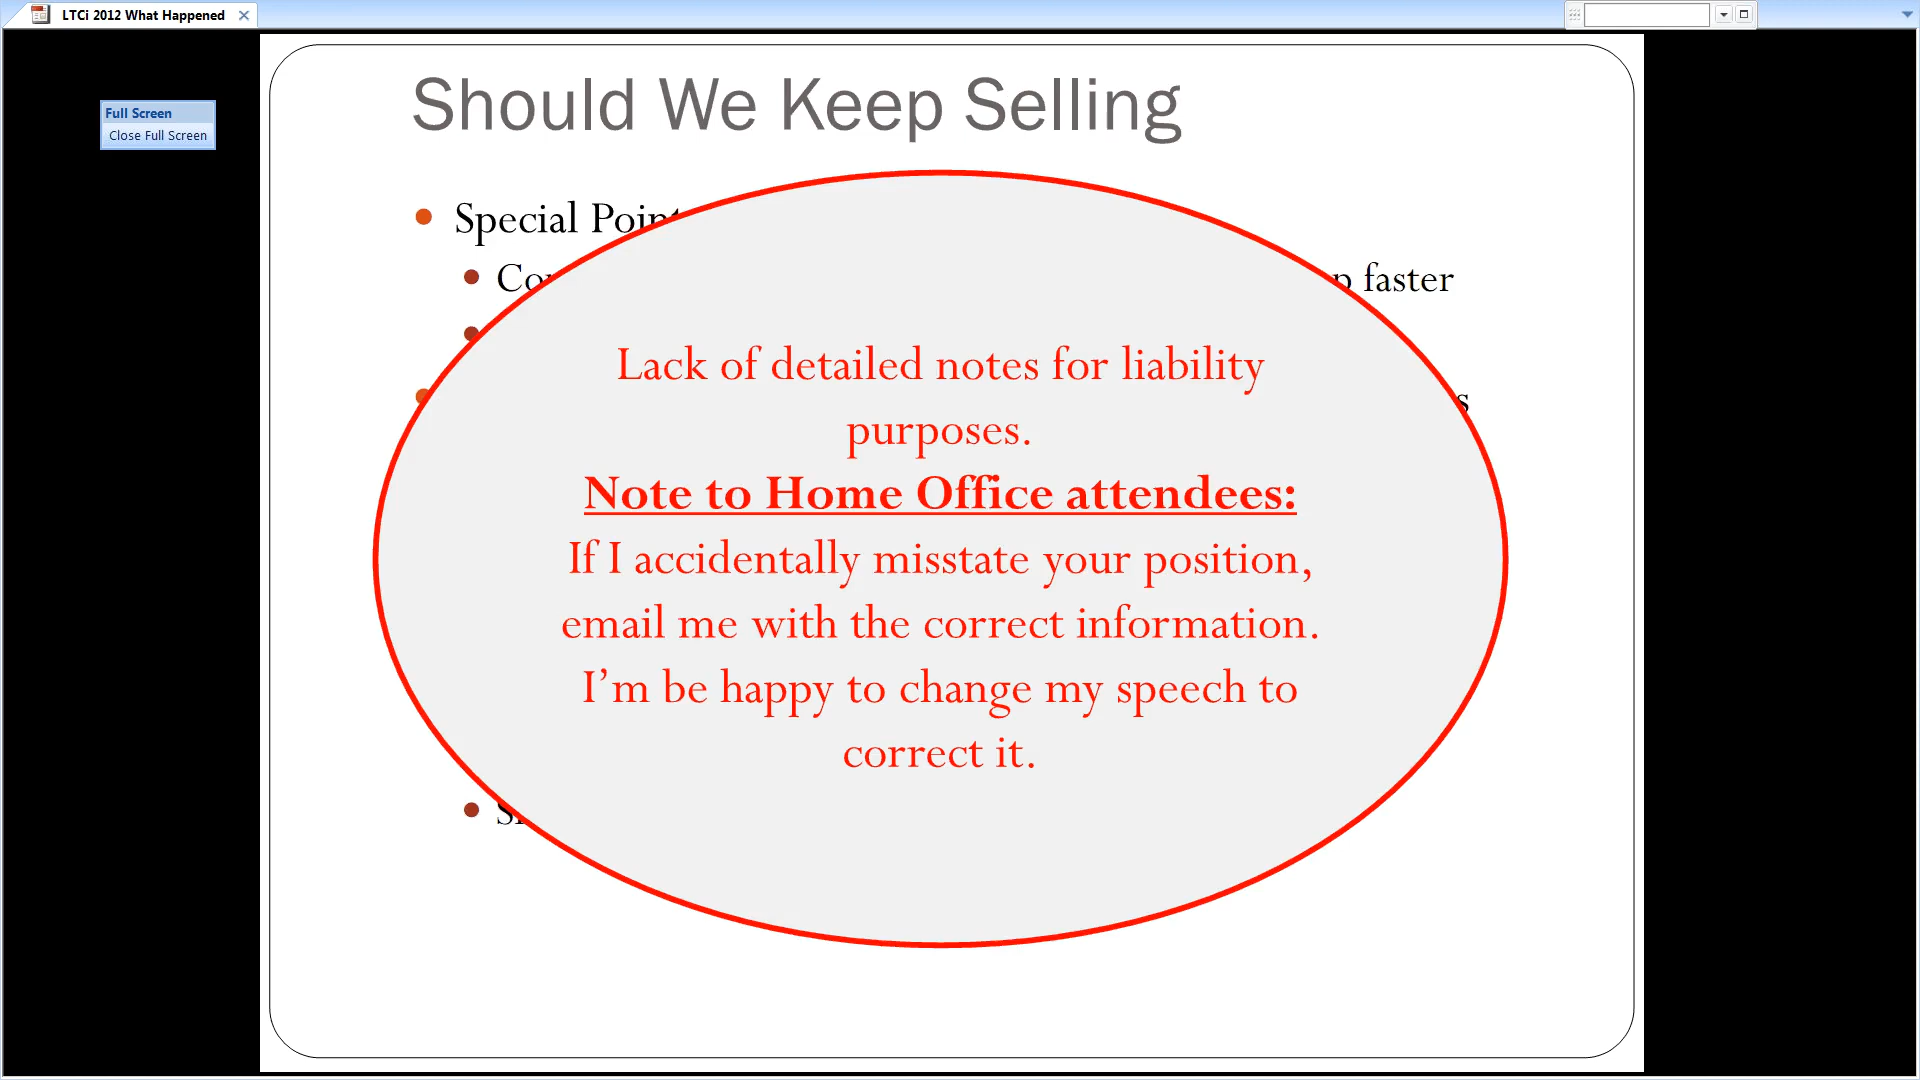 LTCi 2012 What Happened
Full Screen
Close Full Screen
Should We Keep Selling
Special
faster
Lack of detailed notes for liability
purposes.
Note to Home Office attendees:
If I accidentally misstate your position,
email me with the correct information.
I’m be happy to change my speech to
correct it.